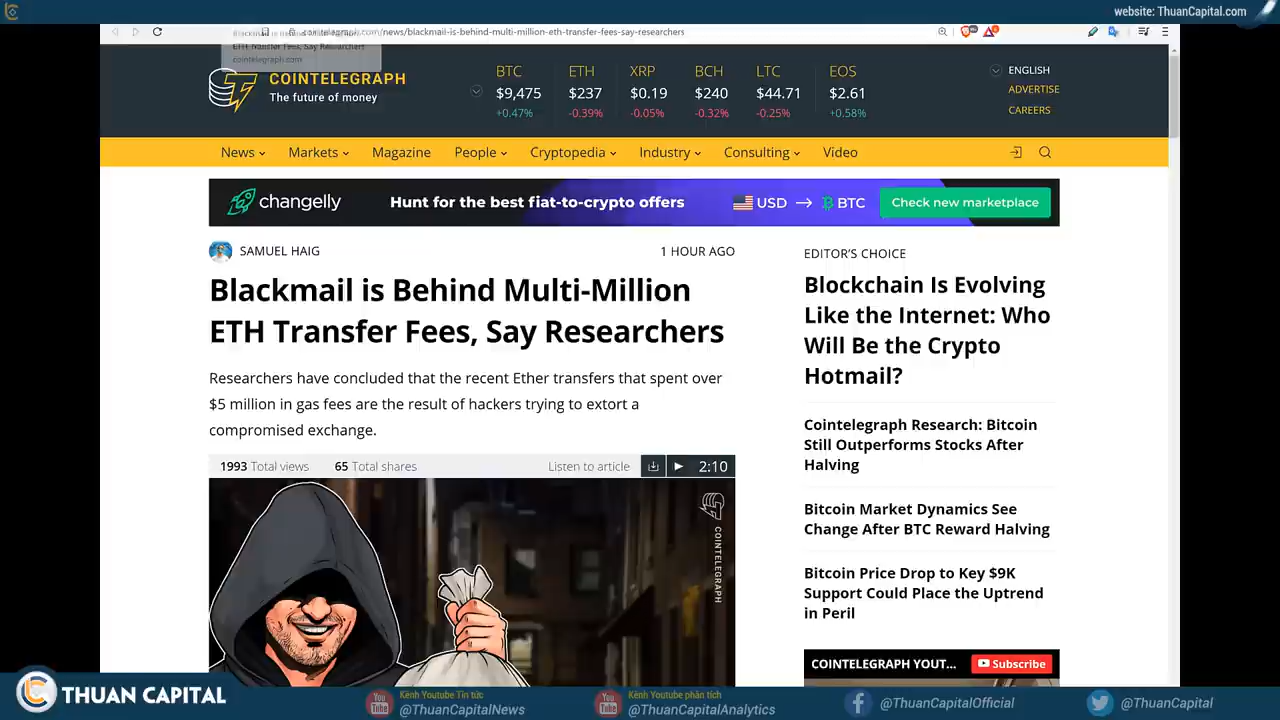 website: ThuanCapital.com
/news/blackmail-is-behind-multi-million-eth-transfer-fees-say-researchers
ETH Transfer Fees, Say Researchers
cointelegraph.com
COINTELEGRAPH
The future of money
BTC ETH XRP BCH LTC EOS
$9,475 $237 $0.19 $240 $44.71 $2.61
+0.47% -0.39% -0.05% -0.32% -0.25% +0.58%
ENGLISH
ADVERTISE
CAREERS
News Markets Magazine People Cryptopedia Industry Consulting Video
changelly Hunt for the best fiat-to-crypto offers USD BTC Check new marketplace
SAMUEL HAIG 1 HOUR AGO
Blackmail is Behind Multi-Million
ETH Transfer Fees, Say Researchers
Researchers have concluded that the recent Ether transfers that spent over
$5 million in gas fees are the result of hackers trying to extort a
compromised exchange.
1993 Total views 65 Total shares Listen to article 2:10
COINTELEGRAPH
EDITOR'S CHOICE
Blockchain Is Evolving
Like the Internet: Who
Will Be the Crypto
Hotmail?
Cointelegraph Research: Bitcoin
Still Outperforms Stocks After
Halving
Bitcoin Market Dynamics See
Change After BTC Reward Halving
Bitcoin Price Drop to Key $9K
Support Could Place the Uptrend
in Peril
COINTELEGRAPH YOUT... Subscribe
THUAN CAPITAL
You Tube
Kênh Youtube Tin tức
@ThuanCapitalNews
You Tube
Kênh Youtube phân tích
@ThuanCapitalAnalytics
@ThuanCapitalOfficial
@ThuanCapital